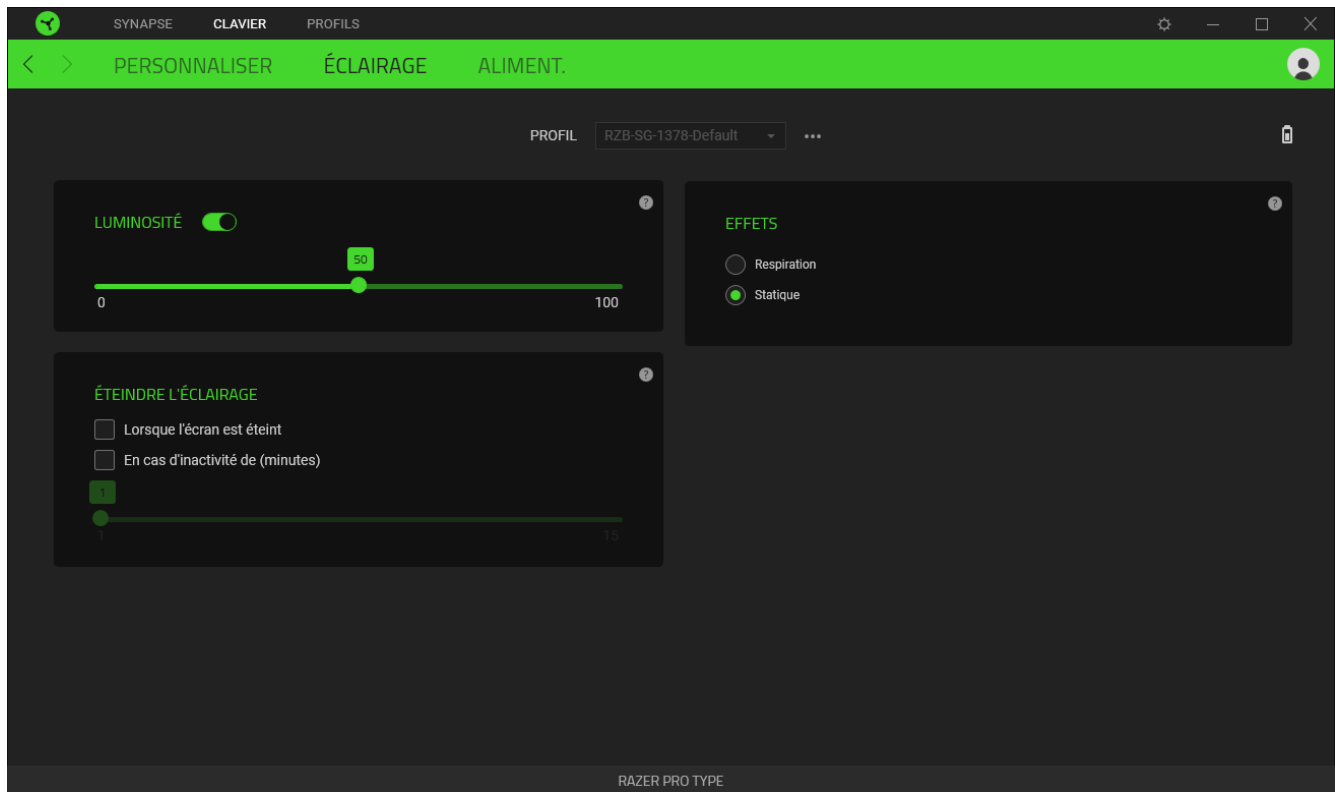 SYNAPSE CLAVIER PROFILS
PERSONNALISER ÉCLAIRAGE ALIMENT.
PROFIL RZB-SG-1378-Default
LUMINOSITÉ
50
0 100
EFFETS
Respiration
Statique
ÉTEINDRE L'ÉCLAIRAGE
Lorsque l'écran est éteint
En cas d'inactivité de (minutes)
1
1 15
RAZER PRO TYPE